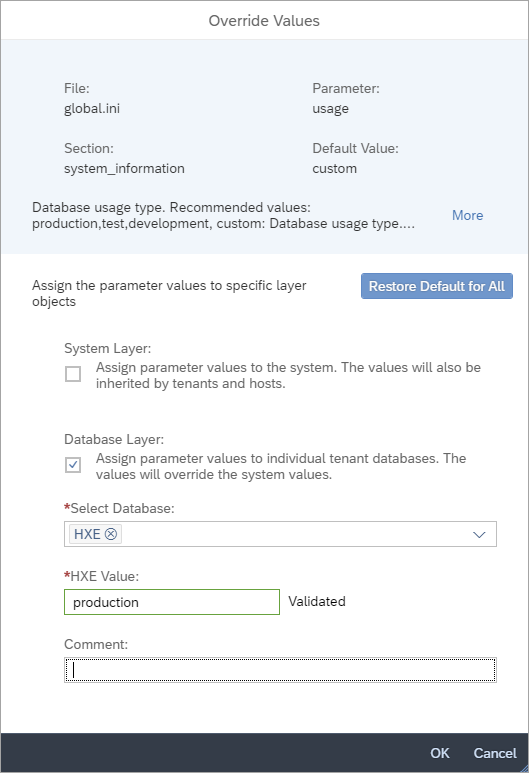 Override Values
File:
global.ini
Parameter:
usage
Section:
system_information
Default Value:
custom
Database usage type. Recommended values:
production,test,development, custom: Database usage type....
More
Assign the parameter values to specific layer
objects
Restore Default for All
System Layer:
Assign parameter values to the system. The values will also be
inherited by tenants and hosts.
Database Layer:
Assign parameter values to individual tenant databases. The
values will override the system values.
*Select Database:
HXE
*HXE Value:
production
Validated
Comment:
OK
Cancel